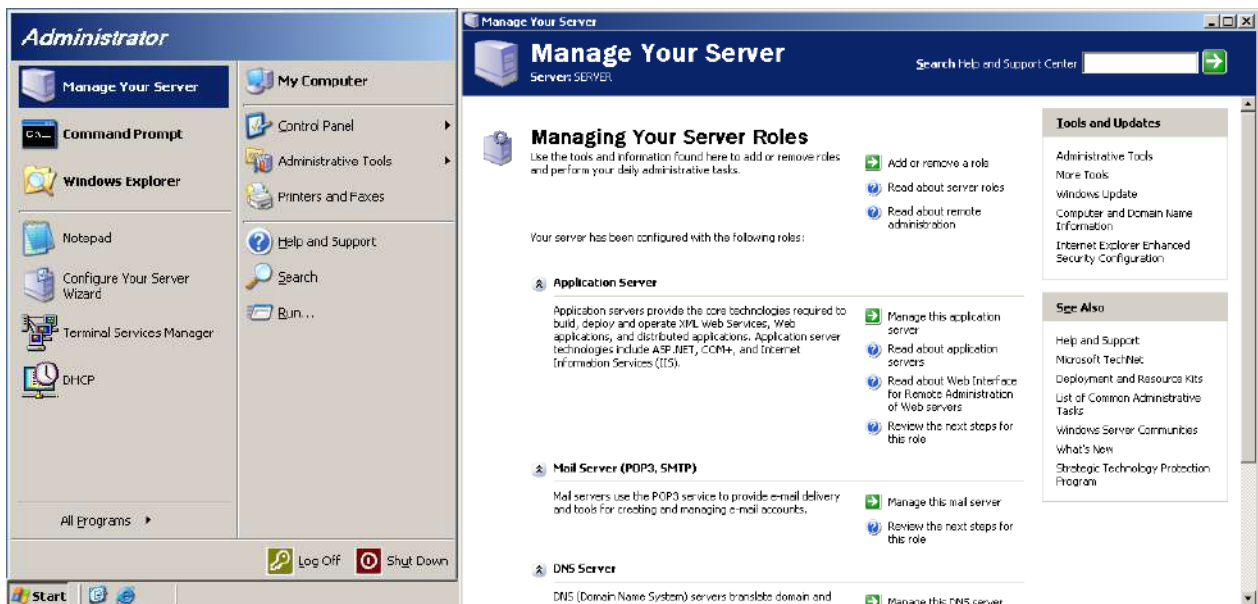 Administrator
Manage Your Server
Command Prompt
Windows Explorer
Notepad
Configure Your Server
Wizard
Terminal Services Manager
DHCP
All Programs
My Computer
Control Panel
Administrative Tools
Printers and Faxes
Help and Support
Search
Run...
Log Off
Shut Down
Start
Manage Your Server
Manage Your Server
Server: SERVER
Search Help and Support Center
Managing Your Server Roles
Use the tools and information found here to add or remove roles
and perform your daily administrative tasks.
Add or remove a role
Read about server roles
Read about remote
administration
Your server has been configured with the following roles:
Application Server
Application servers provide the core technologies required to
build, deploy and operate XML Web Services, Web
applications, and distributed applications. Application server
technologies include ASP.NET, COM+, and Internet
Information Services (IIS).
Manage this application
server
Read about application
servers
Read about Web Interface
for Remote Administration
of Web servers
Review the next steps for
this role
Mail Server (POP3, SMTP)
Mail servers use the POP3 service to provide e-mail delivery
and tools for creating and managing e-mail accounts.
Manage this mail server
Review the next steps for
this role
DNS Server
DNS (Domain Name System) servers translate domain and
Manage this DNS server
Tools and Updates
Administrative Tools
More Tools
Windows Update
Computer and Domain Name
Information
Internet Explorer Enhanced
Security Configuration
See Also
Help and Support
Microsoft TechNet
Deployment and Resource Kits
List of Common Administrative
Tasks
Windows Server Communities
What's New
Strategic Technology Protection
Program